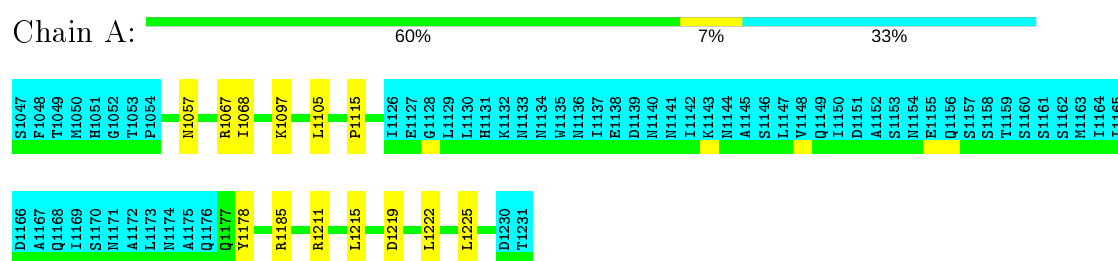 Chain A:
60% 7% 33%
S1047 F1048 T1049 M1050 H1051 G1052 T1053 P1054 N1057 R1067 I1068 K1097 L1105 P1115 I1126 E1127 G1128 L1129 L1130 H1131 K1132 N1133 N1134 W1135 N1136 I1137 E1138 D1139 N1140 N1141 I1142 K1143 N1144 A1145 S1146 L1147 V1148 Q1149 I1150 D1151 A1152 S1153 N1154 E1155 Q1156 S1157 S1158 T1159 S1160 S1161 S1162 M1163 I1164 I1165
D1166 A1167 Q1168 I1169 S1170 N1171 A1172 L1173 N1174 A1175 Q1176 Q1177 Y1178 R1185 R1211 L1215 D1219 L1222 L1225 D1230 T1231